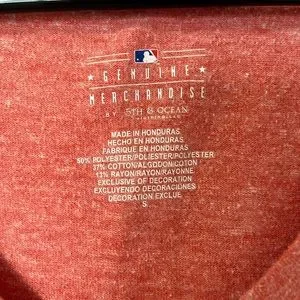 GENUINE
MERCHANDISE
BY 5TH & OCEAN
MADE IN HONDURAS
HECHO EN HONDURAS
FABRIQUE EN HONDURAS
50% POLYESTER/POLIESTER/POLYESTER
37% COTTON/ALGODON/COTON
13% RAYON/RAYON/RAYONNE
EXCLUSIVE OF DECORATION
EXCLUYENDO DECORACIONES
DECORATION EXCLUE
S